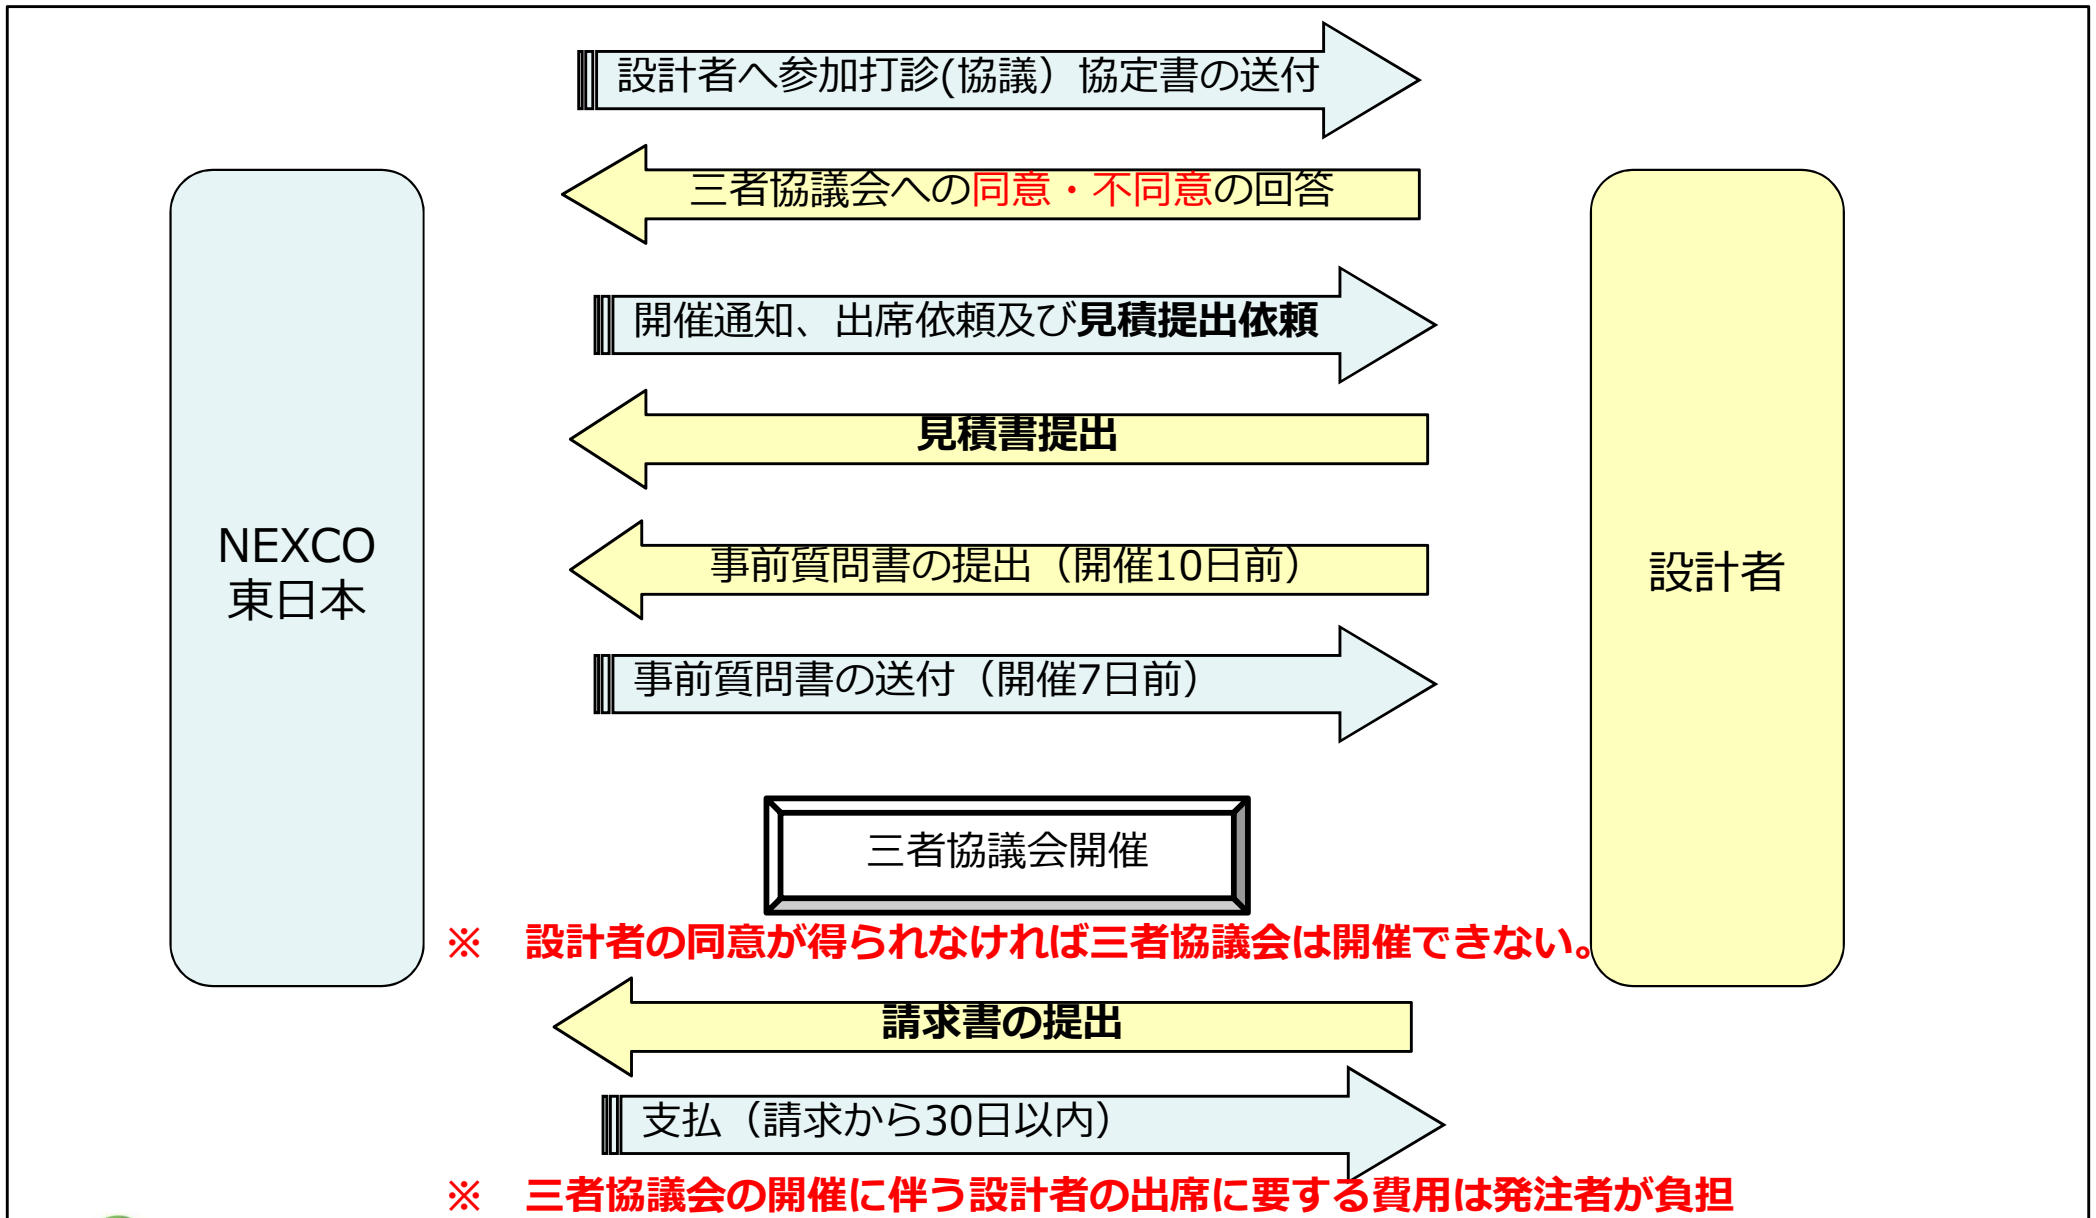 設計者へ参加打診(協議）協定書の送付
三者協議会への同意・不同意の回答
開催通知、出席依頼及び見積提出依頼
見積書提出
NEXCO
東日本
事前質問書の提出（開催10日前）
設計者
事前質問書の送付（開催7日前）
三者協議会開催
※　設計者の同意が得られなければ三者協議会は開催できない。
請求書の提出
支払（請求から30日以内）
※　三者協議会の開催に伴う設計者の出席に要する費用は発注者が負担